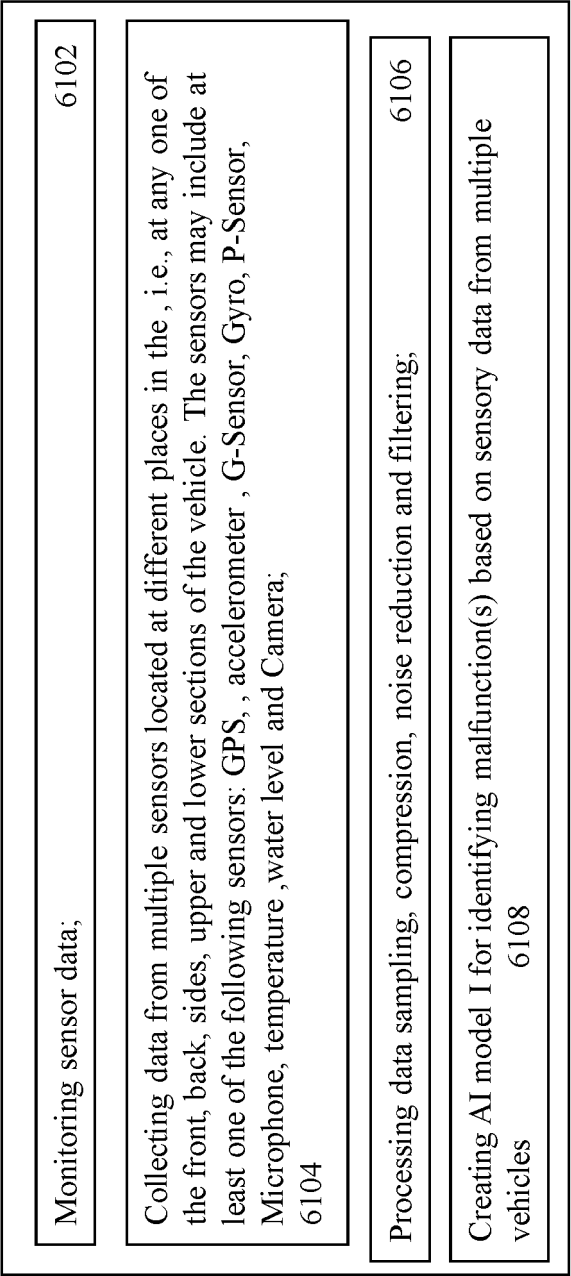 Monitoring sensor data; 6102
Collecting data from multiple sensors located at different places in the , i.e., at any one of
the front, back, sides, upper and lower sections of the vehicle. The sensors may include at
least one of the following sensors: GPS, , accelerometer , G-Sensor, Gyro, P-Sensor,
Microphone, temperature ,water level and Camera;
6104
Processing data sampling, compression, noise reduction and filtering; 6106
Creating AI model I for identifying malfunction(s) based on sensory data from multiple
vehicles 6108